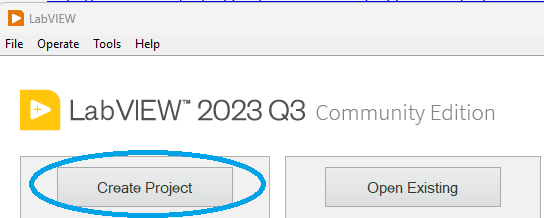 LabVIEW
File Operate Tools Help
LabVIEW™ 2023 Q3 Community Edition
Create Project Open Existing